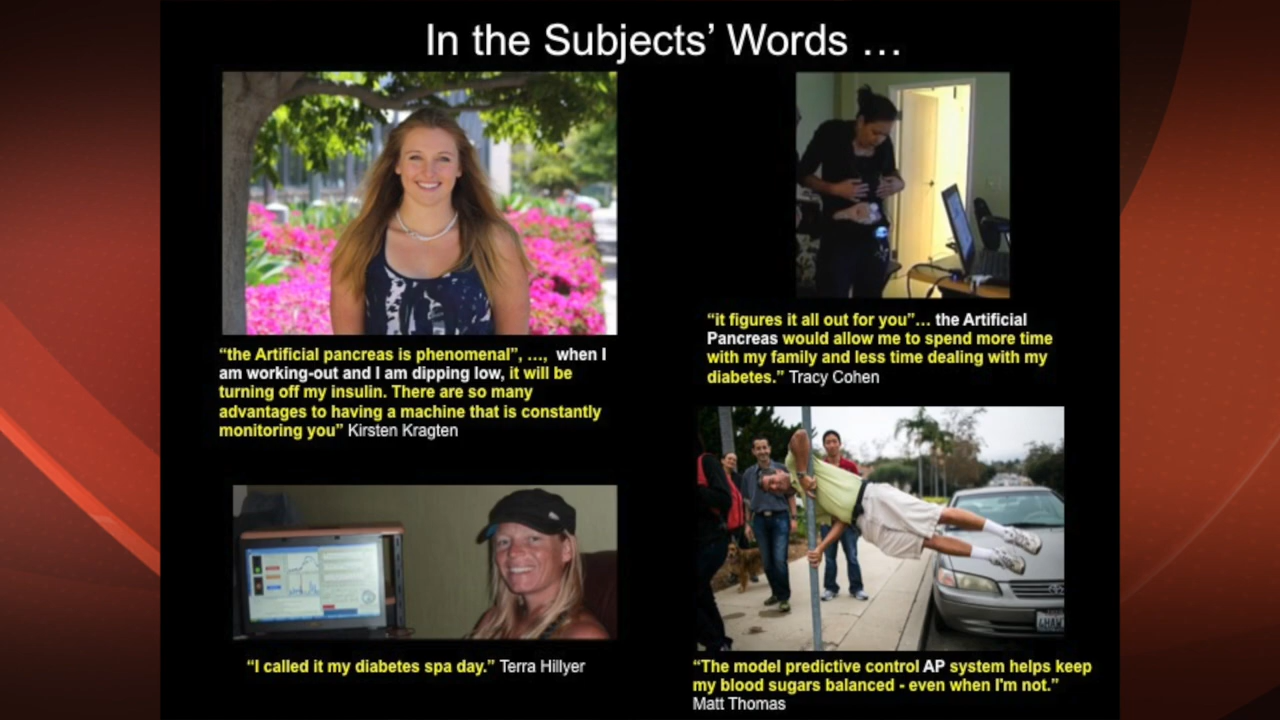 In the Subjects’ Words …
“the Artificial pancreas is phenomenal”, …, when I
am working-out and I am dipping low, it will be
turning off my insulin. There are so many
advantages to having a machine that is constantly
monitoring you” Kirsten Kragten
“it figures it all out for you”… the Artificial
Pancreas would allow me to spend more time
with my family and less time dealing with my
diabetes.” Tracy Cohen
“I called it my diabetes spa day.” Terra Hillyer
“The model predictive control AP system helps keep
my blood sugars balanced - even when I'm not.”
Matt Thomas